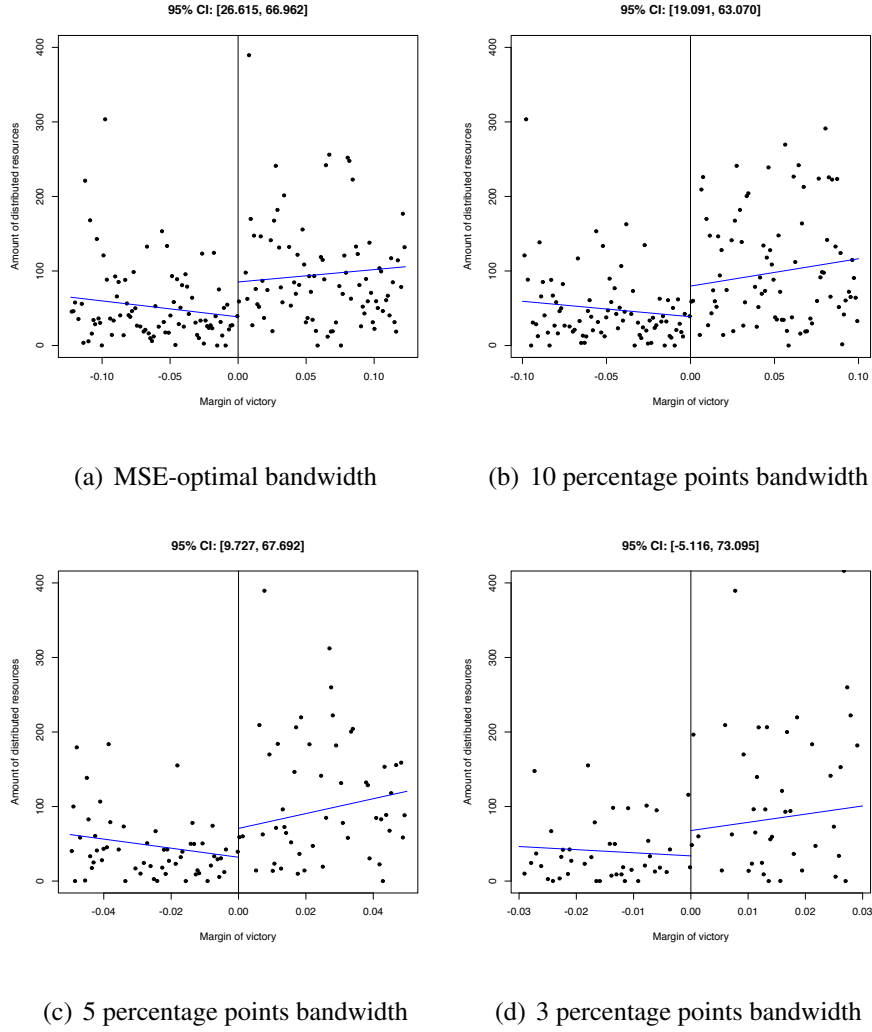 95% CI: [26.615, 66.962]
Amount of distributed resources
400
300
200
100
0
-0.10 -0.05 0.00 0.05 0.10
Margin of victory
(a) MSE-optimal bandwidth
95% CI: [19.091, 63.070]
Amount of distributed resources
400
300
200
100
0
-0.10 -0.05 0.00 0.05 0.10
Margin of victory
(b) 10 percentage points bandwidth
95% CI: [9.727, 67.692]
Amount of distributed resources
400
300
200
100
0
-0.04 -0.02 0.00 0.02 0.04
Margin of victory
(c) 5 percentage points bandwidth
95% CI: [-5.116, 73.095]
Amount of distributed resources
400
300
200
100
0
-0.03 -0.02 -0.01 0.00 0.01 0.02 0.03
Margin of victory
(d) 3 percentage points bandwidth